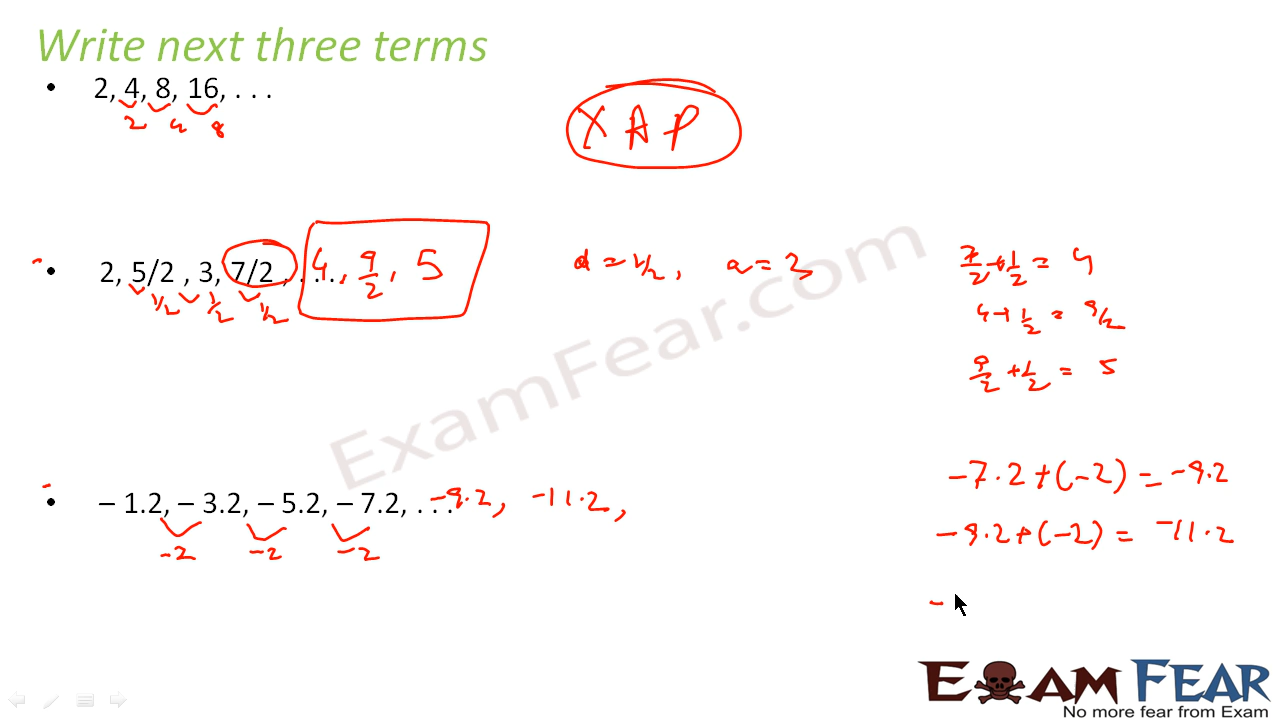 Write next three terms
• 2, 4, 8, 16, . . .
2 4 8
X A P
• 2, 5/2 , 3, 7/2 , . . . 4, 9/2, 5
1/2 1/2 1/2
d = 1/2, a = 2
7/2 + 1/2 = 4
4 + 1/2 = 9/2
9/2 + 1/2 = 5
ExamFear.com
• – 1.2, – 3.2, – 5.2, – 7.2, . . . -9.2, -11.2,
-2 -2 -2
-7.2 + (-2) = -9.2
-9.2 + (-2) = -11.2
-
EXAM FEAR
No more fear from Exam